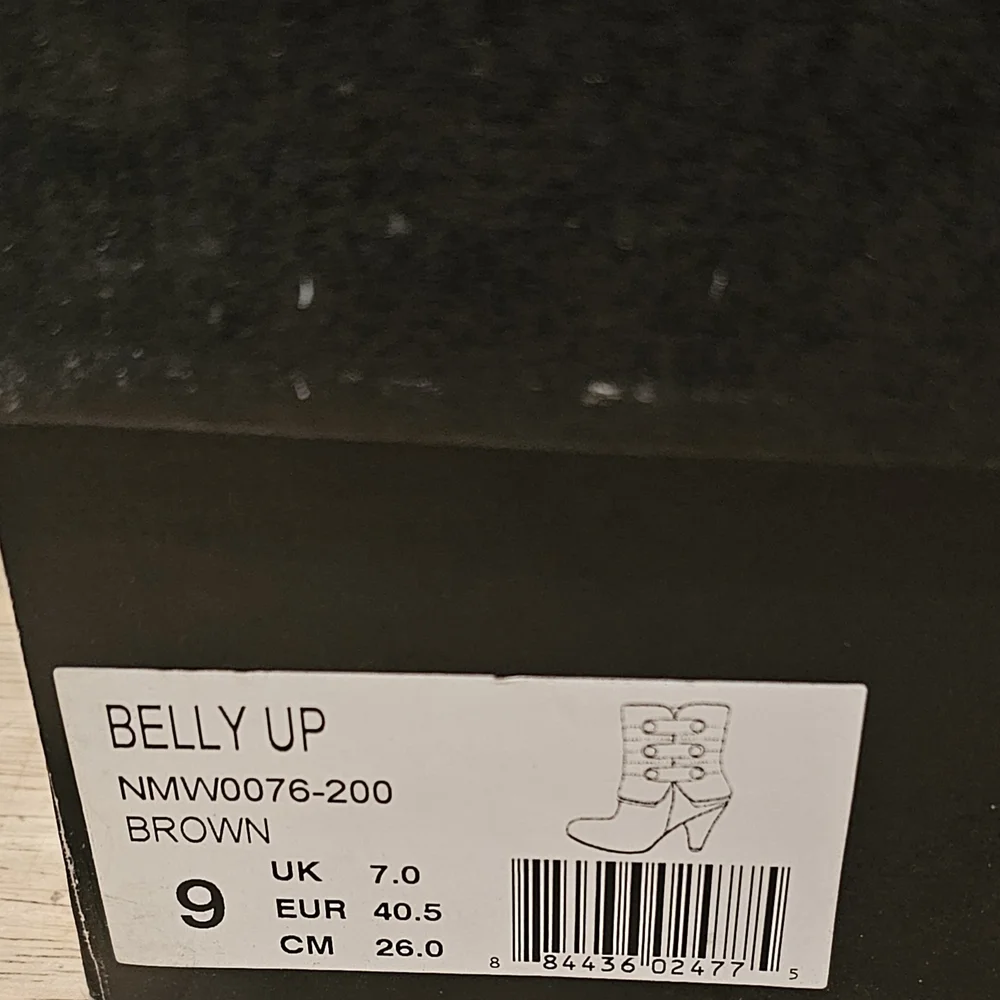 BELLY UP
NMW0076-200
BROWN
9
UK 7.0
EUR 40.5
CM 26.0
8 84436 02477 5